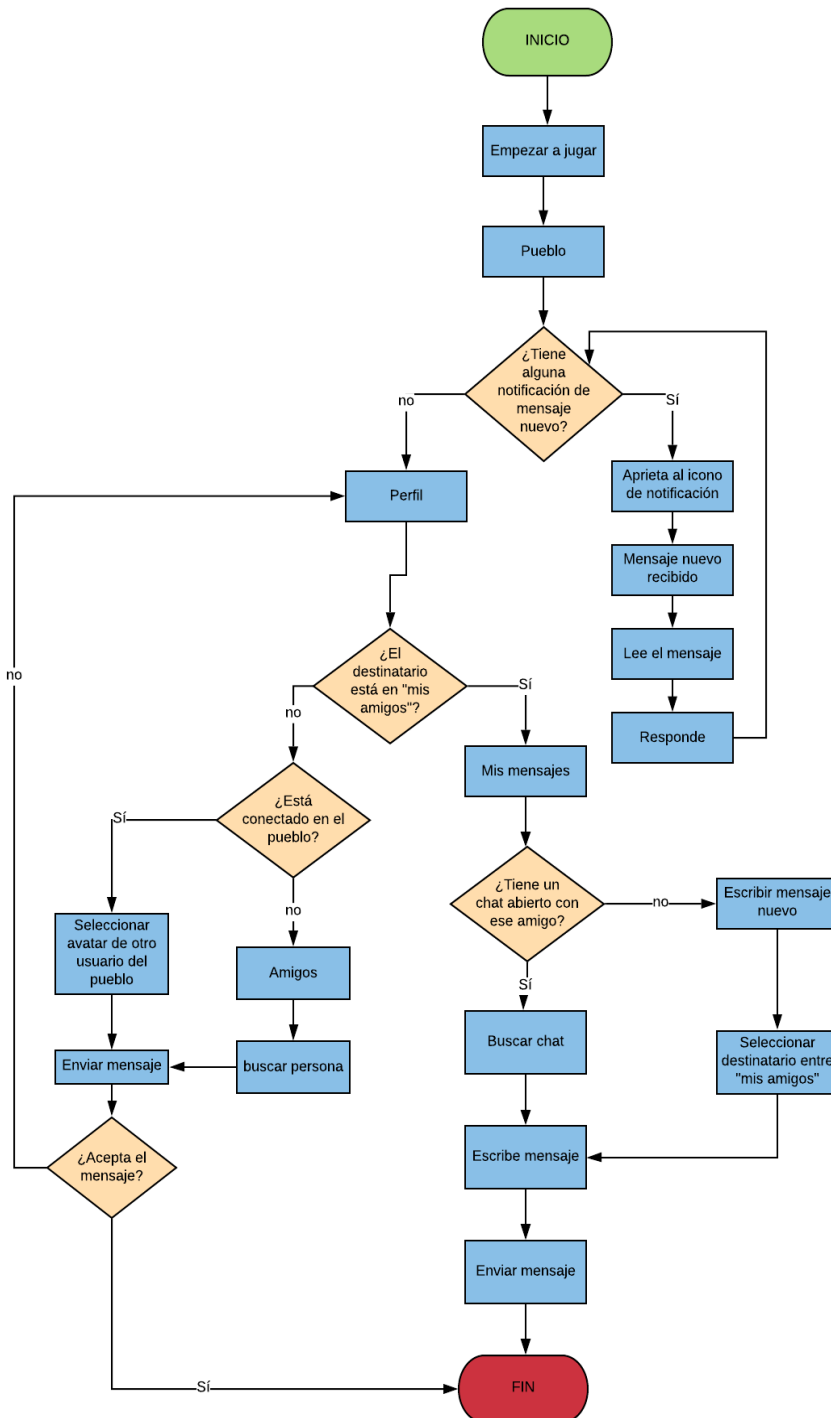 INICIO
Empezar a jugar
Pueblo
¿Tiene
alguna
notificación de
mensaje
nuevo?
no
Sí
Perfil
Aprieta al icono
de notificación
Mensaje nuevo
recibido
Lee el mensaje
Responde
¿El
destinatario
está en "mis
amigos"?
no
Sí
no
Mis mensajes
¿Está
conectado en el
pueblo?
Sí
no
¿Tiene un
chat abierto con
ese amigo?
no
Sí
Escribir mensaje
nuevo
Seleccionar
avatar de otro
usuario del
pueblo
Amigos
Buscar chat
Seleccionar
destinatario entre
"mis amigos"
Enviar mensaje
buscar persona
¿Acepta el
mensaje?
Escribe mensaje
Enviar mensaje
Sí
FIN